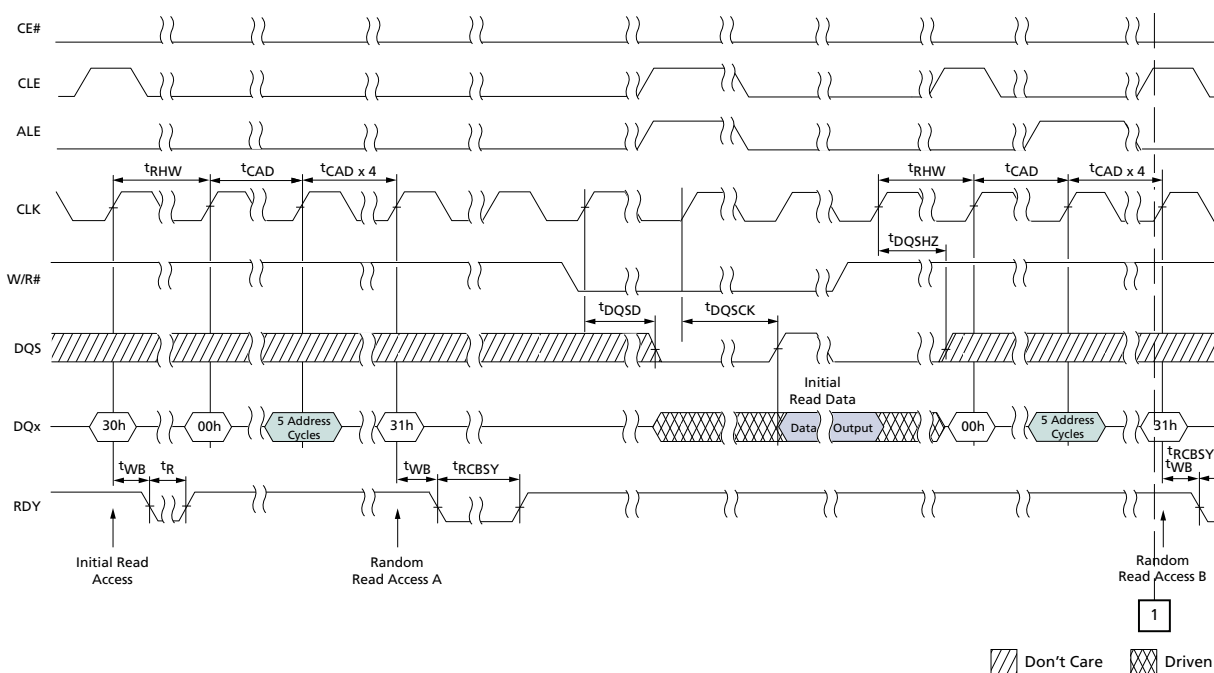 CE#
CLE
ALE
tRHW tCAD tCAD x 4 tRHW tCAD tCAD x 4
CLK
tDQSHZ
W/R#
tDQSD tDQSCK
DQS
Initial
Read Data
DQx 30h 00h 5 Address
Cycles 31h Data Output 00h 5 Address
Cycles 31h
tWB tR tWB tRCBSY tRCBSY
tWB
RDY
Initial Read
Access
Random
Read Access A
Random
Read Access B
1
Don't Care Driven